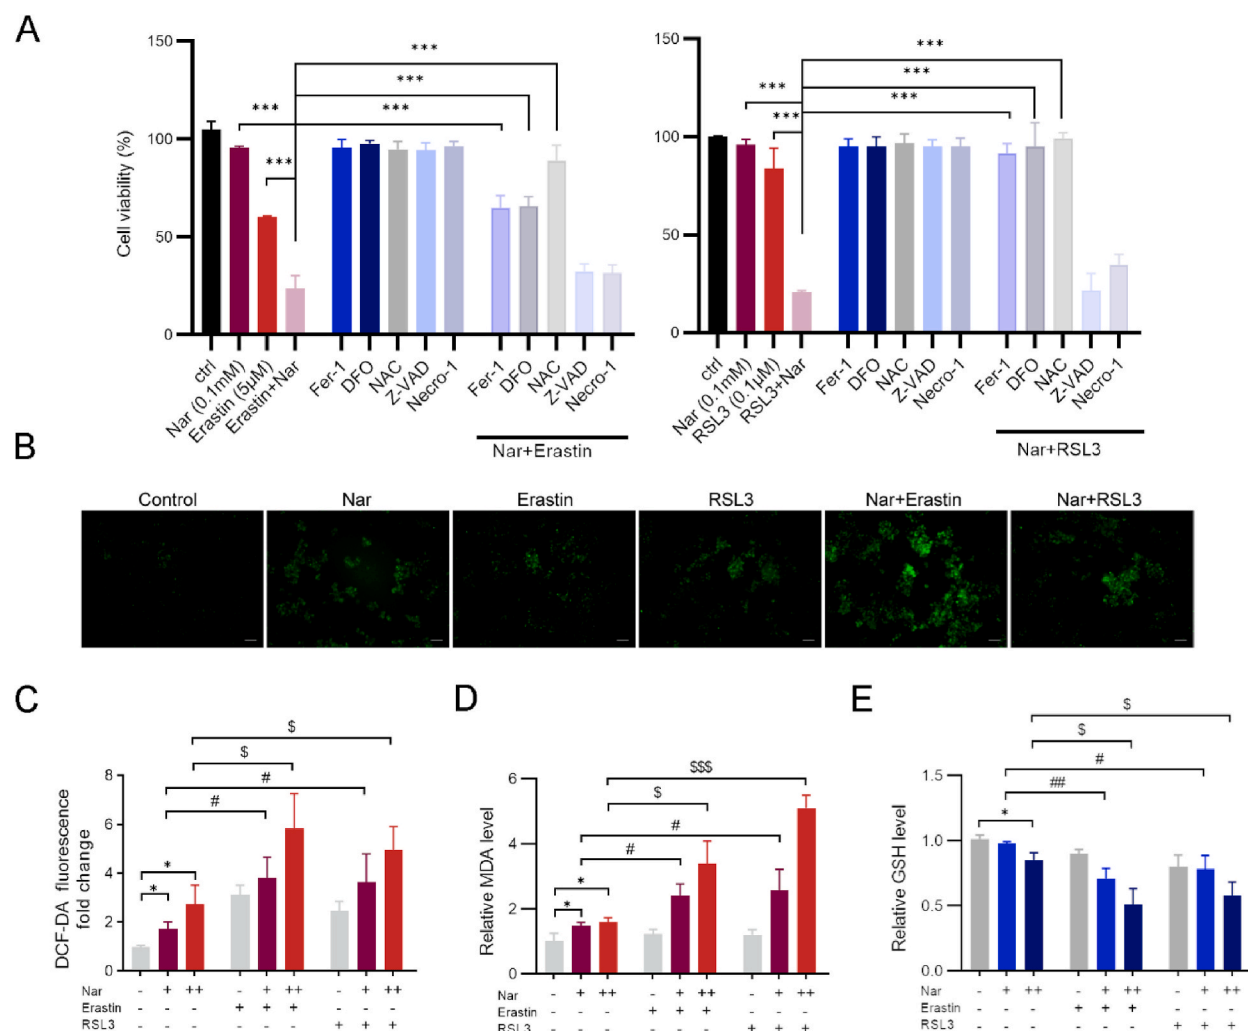 A
150
100
50
0
Cell viability (%)
***
***
***
***
***
ctrl
Nar (0.1mM)
Erastin (5μM)
Erastin+Nar
Fer-1
DFO
NAC
Z-VAD
Necro-1
Fer-1
DFO
NAC
Z-VAD
Necro-1
Nar+Erastin
150
100
50
0
***
***
***
***
***
ctrl
Nar (0.1mM)
RSL3 (0.1μM)
RSL3+Nar
Fer-1
DFO
NAC
Z-VAD
Necro-1
Fer-1
DFO
NAC
Z-VAD
Necro-1
Nar+RSL3
B
Control Nar Erastin RSL3 Nar+Erastin Nar+RSL3
C
DCF-DA fluorescence
fold change
8
6
4
2
0
$
$
#
#
*
*
Nar - + ++ - + ++ - + ++
Erastin - - - + + + - - -
RSL3 - - - - - - + + +
D
Relative MDA level
6
4
2
0
$$$
$
#
#
*
*
Nar - + ++ - + ++ - + ++
Erastin - - - + + + - - -
RSL3 - - - - - - + + +
E
Relative GSH level
1.5
1.0
0.5
0.0
$
$
#
##
*
Nar - + ++ - + ++ - + ++
Erastin - - - + + + - - -
RSL3 - - - - - - + + +